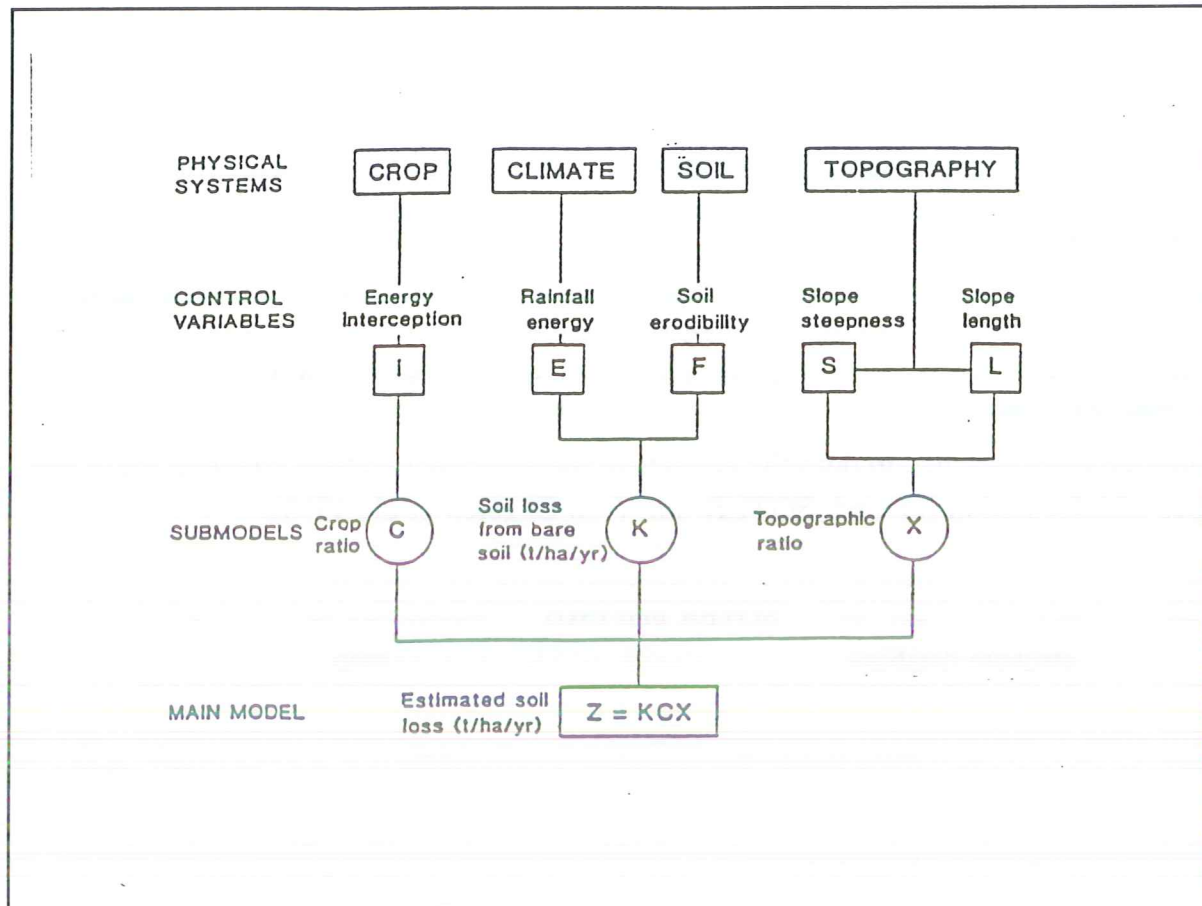 PHYSICAL
SYSTEMS
CROP
CLIMATE
SOIL
TOPOGRAPHY
CONTROL
VARIABLES
Energy
interception
Rainfall
energy
Soil
erodibility
Slope
steepness
Slope
length
I
E
F
S
L
SUBMODELS
Crop
ratio
C
Soil loss
from bare
soil (t/ha/yr)
K
Topographic
ratio
X
MAIN MODEL
Estimated soil
loss (t/ha/yr)
Z = KCX